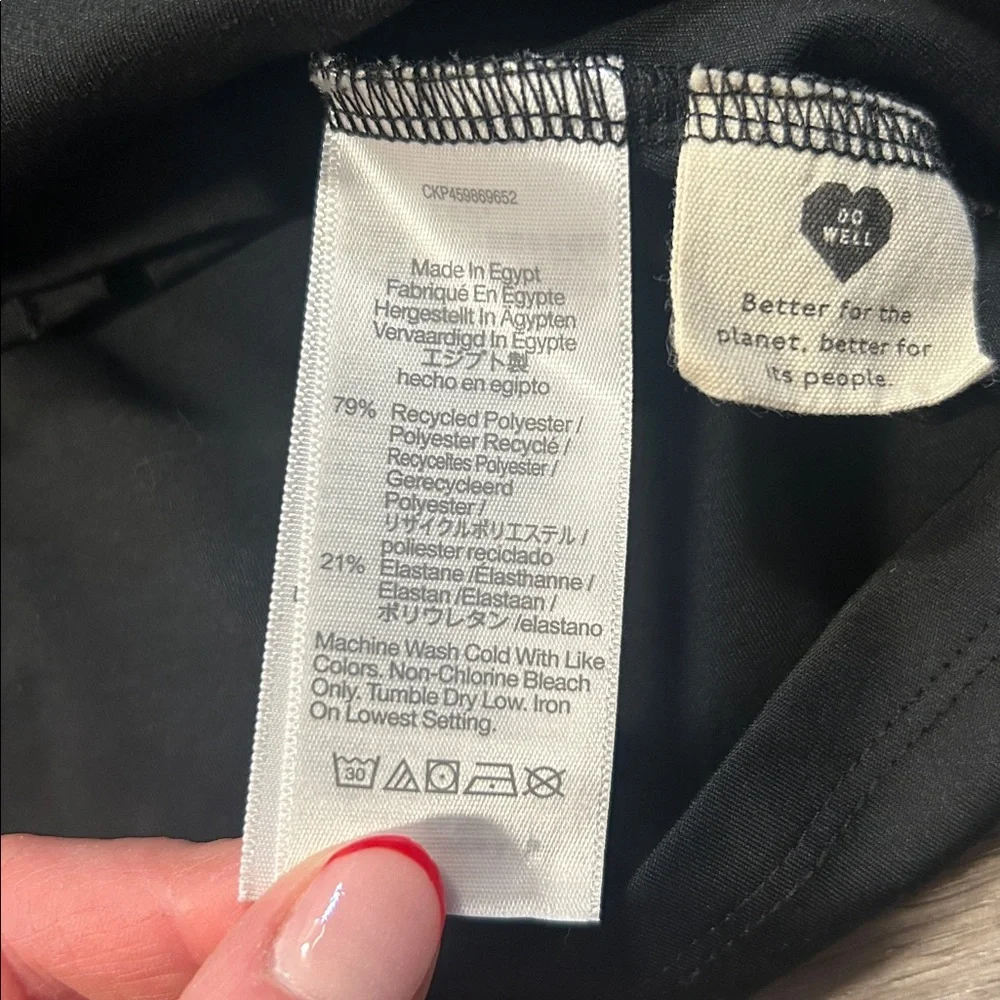 CKP459869652
Made In Egypt
Fabriqué En Egypte
Hergestellt In Ägypten
Vervaardigd In Egypte
エジプト製
hecho en egipto
79% Recycled Polyester /
Polyester Recyclé /
Recyceltes Polyester /
Gerecycleerd
Polyester /
リサイクルポリエステル /
poliester reciclado
21% Elastane /Élasthanne /
Elastan /Elastaan /
ポリウレタン /elastano
Machine Wash Cold With Like
Colors. Non-Chlorine Bleach
Only. Tumble Dry Low. Iron
On Lowest Setting.
30
DO
WELL
Better for the
planet, better for
its people.